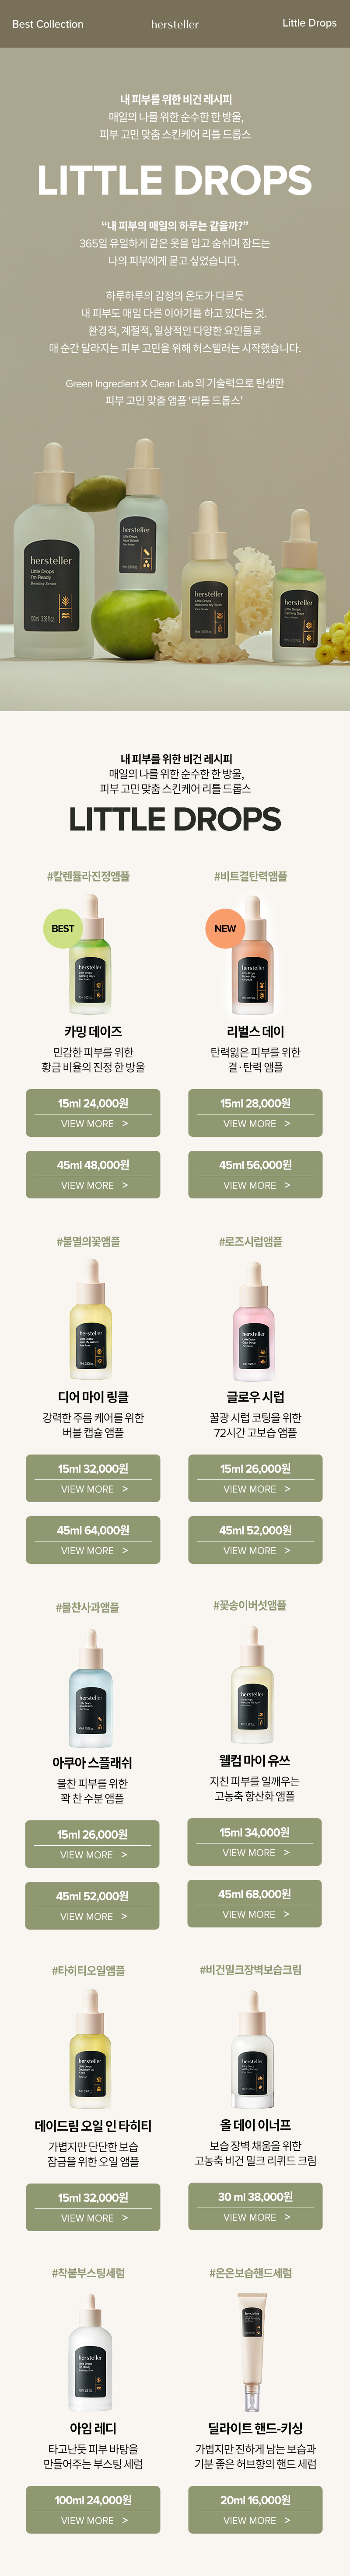 Best Collection
hersteller
Little Drops
내 피부를 위한 비건 레시피
매일의 나를 위한 순수한 한 방울,
피부 고민 맞춤 스킨케어 리틀 드롭스
LITTLE DROPS
“내 피부의 매일의 하루는 같을까?”
365일 유일하게 같은 옷을 입고 숨쉬며 잠드는
나의 피부에게 묻고 싶었습니다.
하루하루의 감정의 온도가 다르듯
내 피부도 매일 다른 이야기를 하고 있다는 것.
환경적, 계절적, 일상적인 다양한 요인들로
매 순간 달라지는 피부 고민을 위해 허스텔러는 시작했습니다.
Green Ingredient X Clean Lab 의 기술력으로 탄생한
피부 고민 맞춤 앰플 ‘리틀 드롭스’
hersteller
Little Drops
I'm Ready
Boosting Serum
100ml 3.38 fl.oz.
hersteller
hersteller
hersteller
내 피부를 위한 비건 레시피
매일의 나를 위한 순수한 한 방울,
피부 고민 맞춤 스킨케어 리틀 드롭스
LITTLE DROPS
#칼렌듈라진정앰플
BEST
hersteller
카밍 데이즈
민감한 피부를 위한
황금 비율의 진정 한 방울
15ml 24,000원
VIEW MORE >
45ml 48,000원
VIEW MORE >
#비트결탄력앰플
NEW
hersteller
리벌스 데이
탄력잃은 피부를 위한
결·탄력 앰플
15ml 28,000원
VIEW MORE >
45ml 56,000원
VIEW MORE >
#불멸의꽃앰플
hersteller
디어 마이 링클
강력한 주름 케어를 위한
버블 캡슐 앰플
15ml 32,000원
VIEW MORE >
45ml 64,000원
VIEW MORE >
#로즈시럽앰플
hersteller
글로우 시럽
꿀광 시럽 코팅을 위한
72시간 고보습 앰플
15ml 26,000원
VIEW MORE >
45ml 52,000원
VIEW MORE >
#물찬사과앰플
hersteller
아쿠아 스플래쉬
물찬 피부를 위한
꽉 찬 수분 앰플
15ml 26,000원
VIEW MORE >
45ml 52,000원
VIEW MORE >
#꽃송이버섯앰플
hersteller
웰컴 마이 유쓰
지친 피부를 일깨우는
고농축 항산화 앰플
15ml 34,000원
VIEW MORE >
45ml 68,000원
VIEW MORE >
#타히티오일앰플
hersteller
데이드림 오일 인 타히티
가볍지만 단단한 보습
잠금을 위한 오일 앰플
15ml 32,000원
VIEW MORE >
#비건밀크장벽보습크림
hersteller
올 데이 이너프
보습 장벽 채움을 위한
고농축 비건 밀크 리퀴드 크림
30 ml 38,000원
VIEW MORE >
#착붙부스팅세럼
hersteller
아임 레디
타고난듯 피부 바탕을
만들어주는 부스팅 세럼
100ml 24,000원
VIEW MORE >
#은은보습핸드세럼
딜라이트 핸드-키싱
가볍지만 진하게 남는 보습과
기분 좋은 허브향의 핸드 세럼
20ml 16,000원
VIEW MORE >